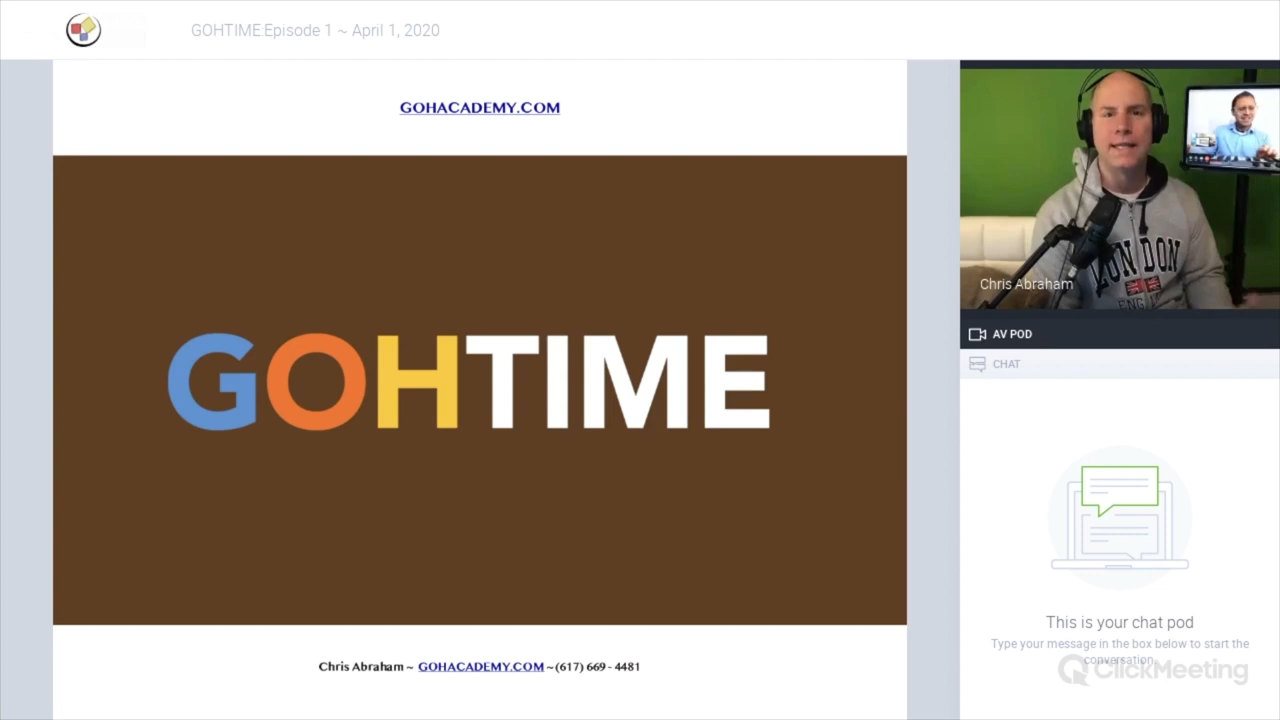 GOHTIME:Episode 1 ~ April 1, 2020
GOHACADEMY.COM
GOHTIME
Chris Abraham ~ GOHACADEMY.COM ~ (617) 669 - 4481
LONDON
Chris Abraham
AV POD
CHAT
This is your chat pod
Type your message in the box below to start the
conversation
ClickMeeting